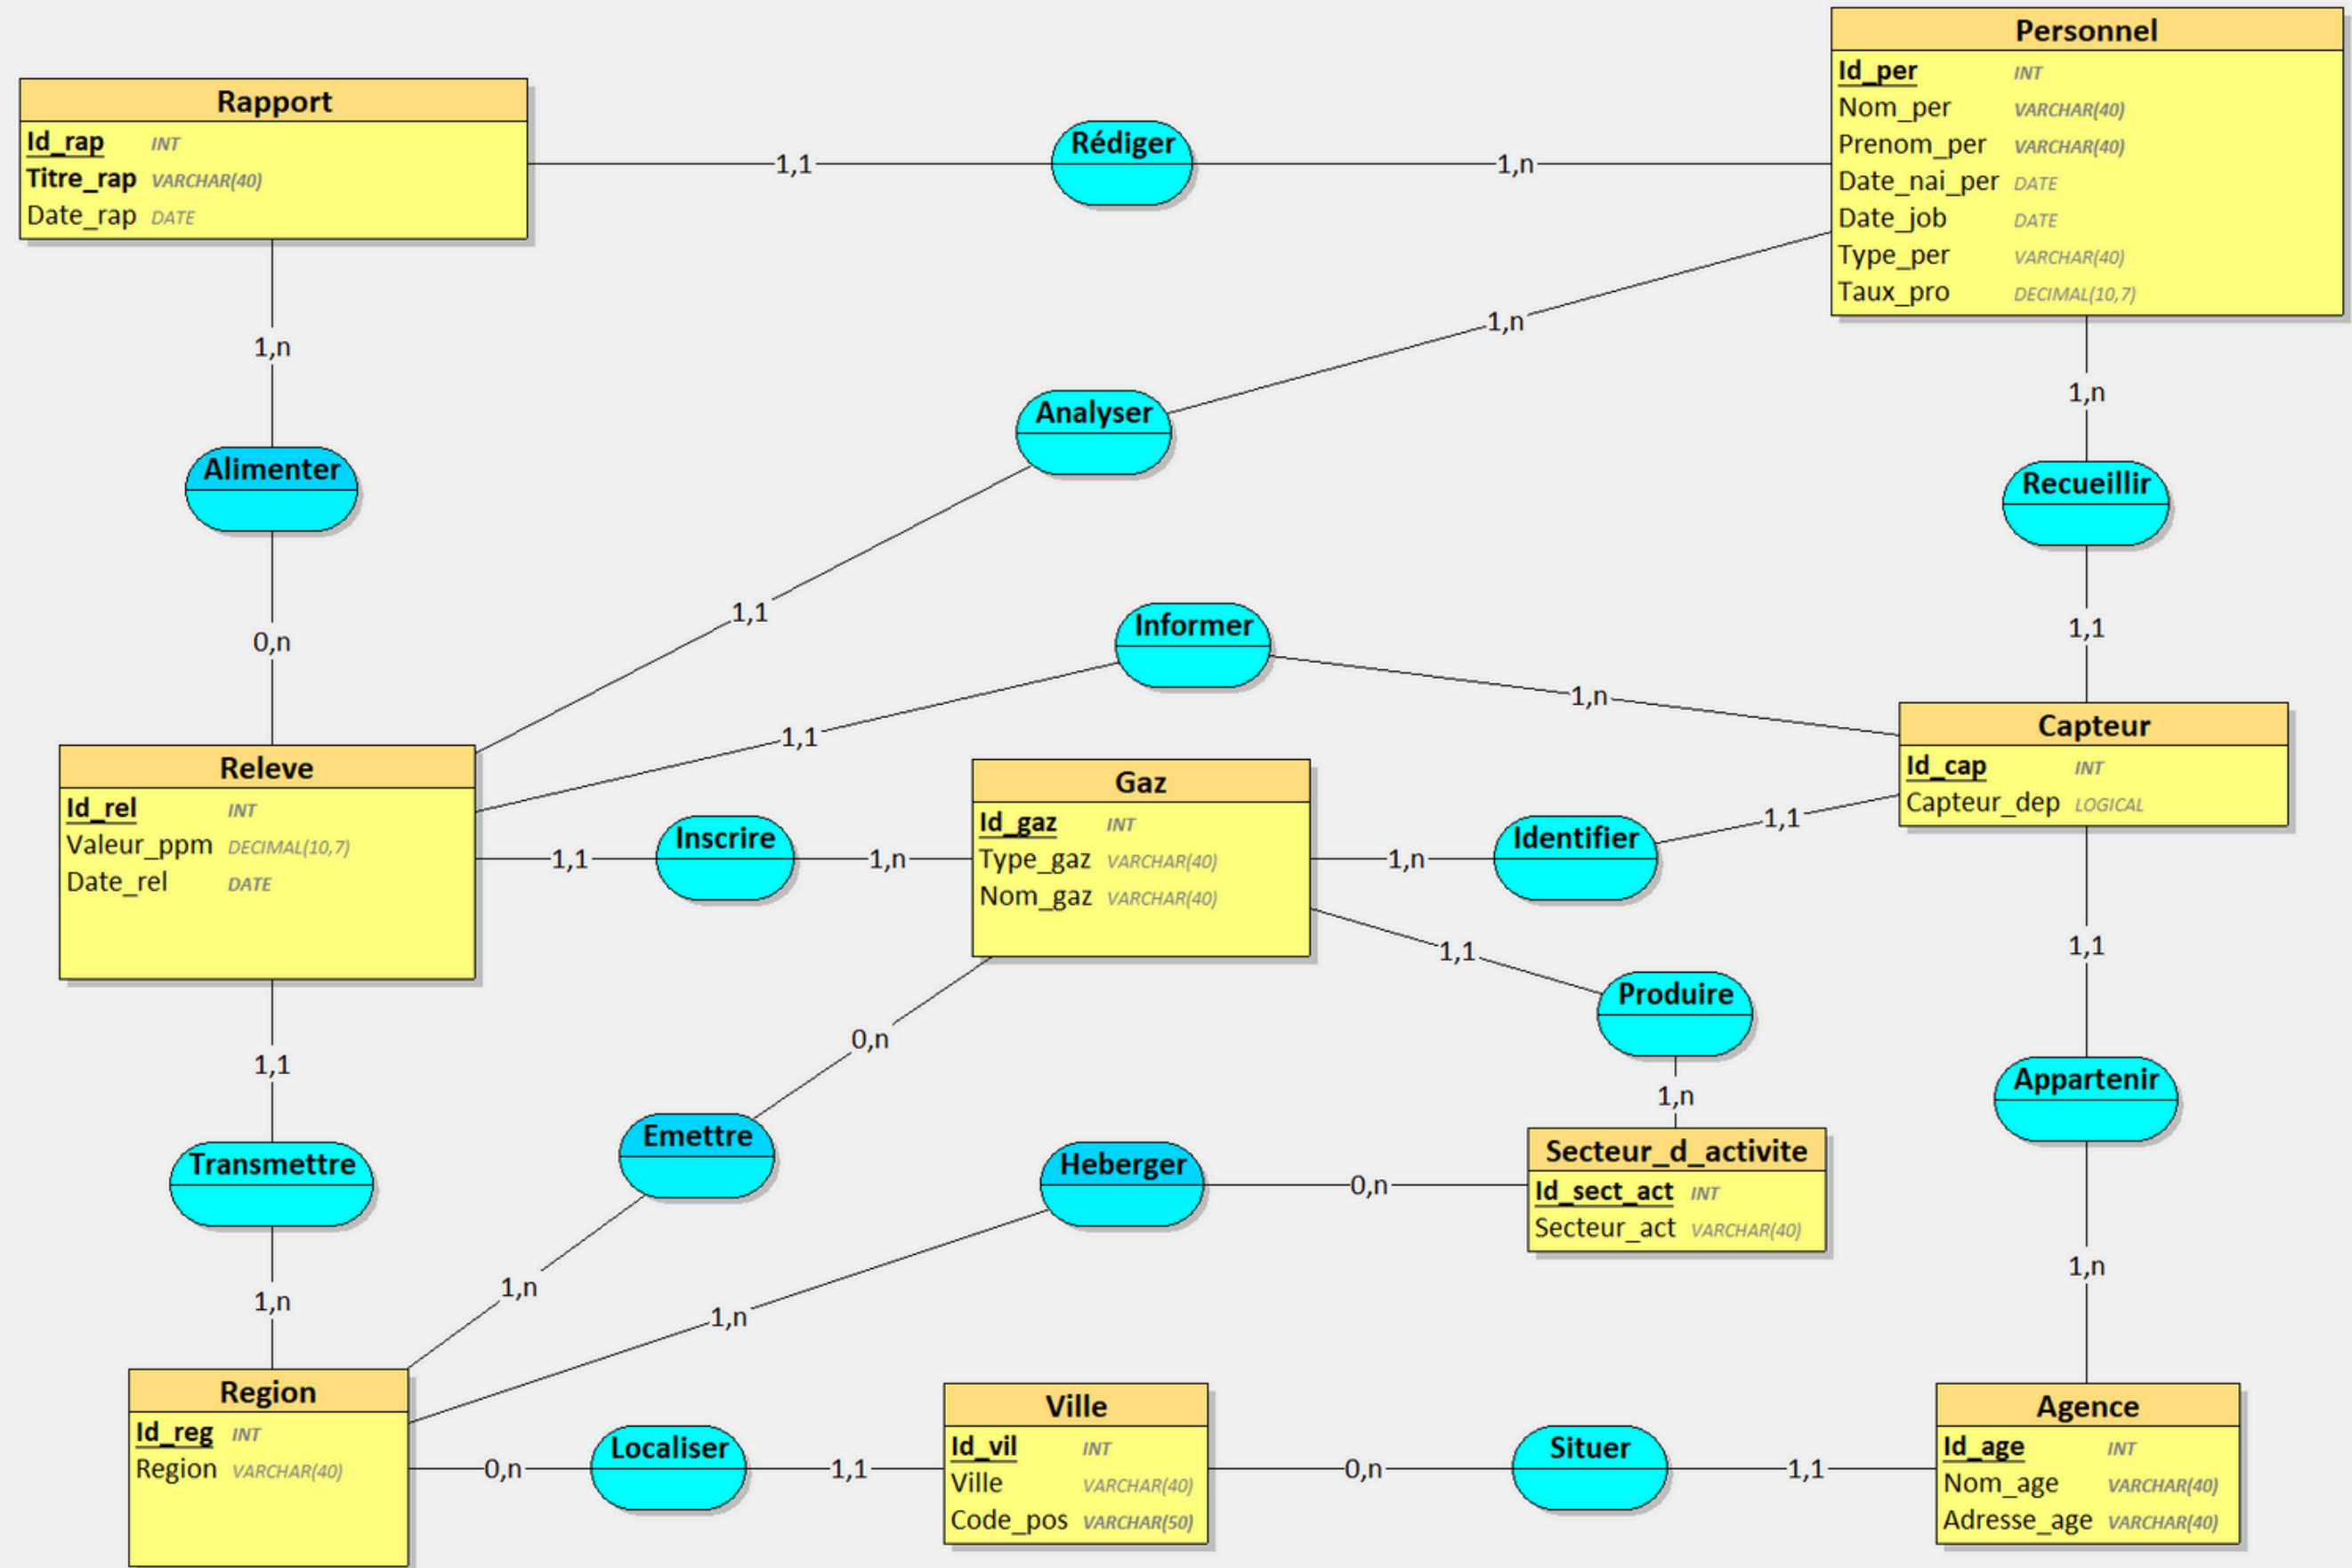 Personnel
Id_per INT
Nom_per VARCHAR(40)
Prenom_per VARCHAR(40)
Date_nai_per DATE
Date_job DATE
Type_per VARCHAR(40)
Taux_pro DECIMAL(10,7)
Rapport
Id_rap INT
Titre_rap VARCHAR(40)
Date_rap DATE
1,1
Rédiger
1,n
1,n
Analyser
1,n
1,1
1,n
Alimenter
0,n
1,n
Recueillir
1,1
Informer
1,n
1,1
Capteur
Id_cap INT
Capteur_dep LOGICAL
Releve
Id_rel INT
Valeur_ppm DECIMAL(10,7)
Date_rel DATE
1,1
Inscrire
1,n
Gaz
Id_gaz INT
Type_gaz VARCHAR(40)
Nom_gaz VARCHAR(40)
1,n
Identifier
1,1
1,1
Produire
1,n
1,1
Appartenir
1,n
0,n
Emettre
1,n
1,1
Transmettre
1,n
Heberger
0,n
1,n
Secteur_d_activite
Id_sect_act INT
Secteur_act VARCHAR(40)
Region
Id_reg INT
Region VARCHAR(40)
0,n
Localiser
1,1
Ville
Id_vil INT
Ville VARCHAR(40)
Code_pos VARCHAR(50)
0,n
Situer
1,1
Agence
Id_age INT
Nom_age VARCHAR(40)
Adresse_age VARCHAR(40)